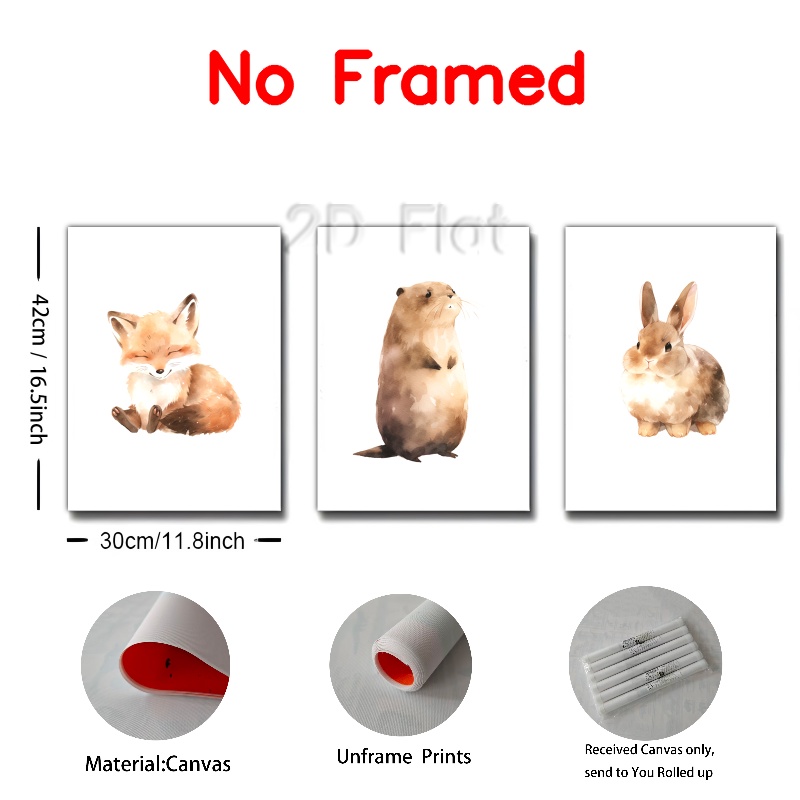 No Framed
2D Flat
42cm / 16.5inch
30cm/11.8inch
Material:Canvas
Unframe Prints
Received Canvas only,
send to You Rolled up